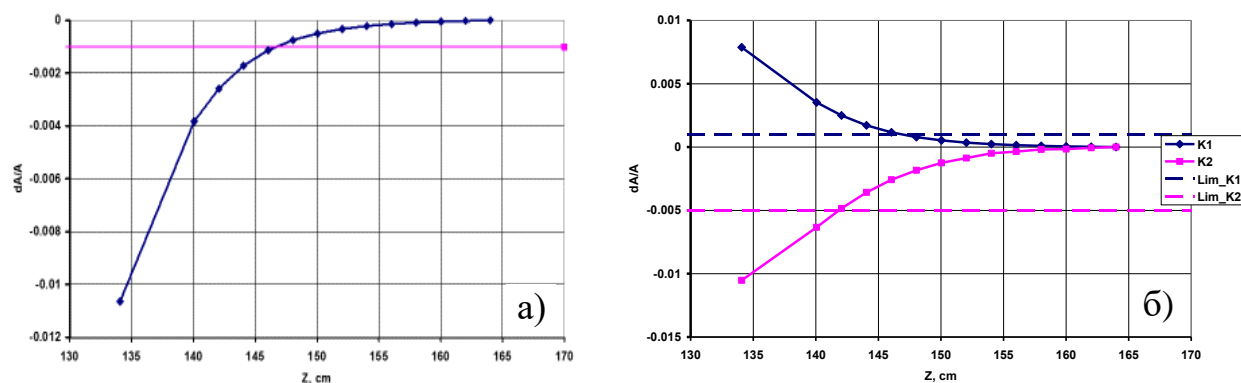 0
-0.002
-0.004
-0.006
-0.008
-0.01
-0.012
dA/A
130 135 140 145 150 155 160 165 170
Z, cm
а)
0.01
0.005
0
-0.005
-0.01
-0.015
dA/A
130 135 140 145 150 155 160 165 170
Z, cm
K1
K2
Lim_K1
Lim_K2
б)